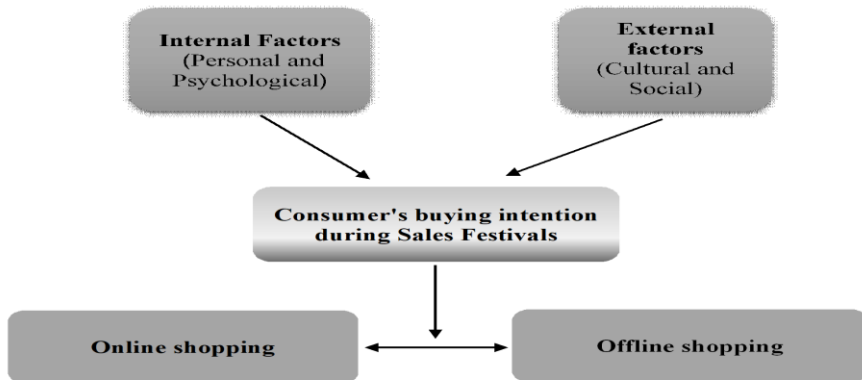 Internal Factors
(Personal and
Psychological)
External
factors
(Cultural and
Social)
Consumer's buying intention
during Sales Festivals
Online shopping
Offline shopping